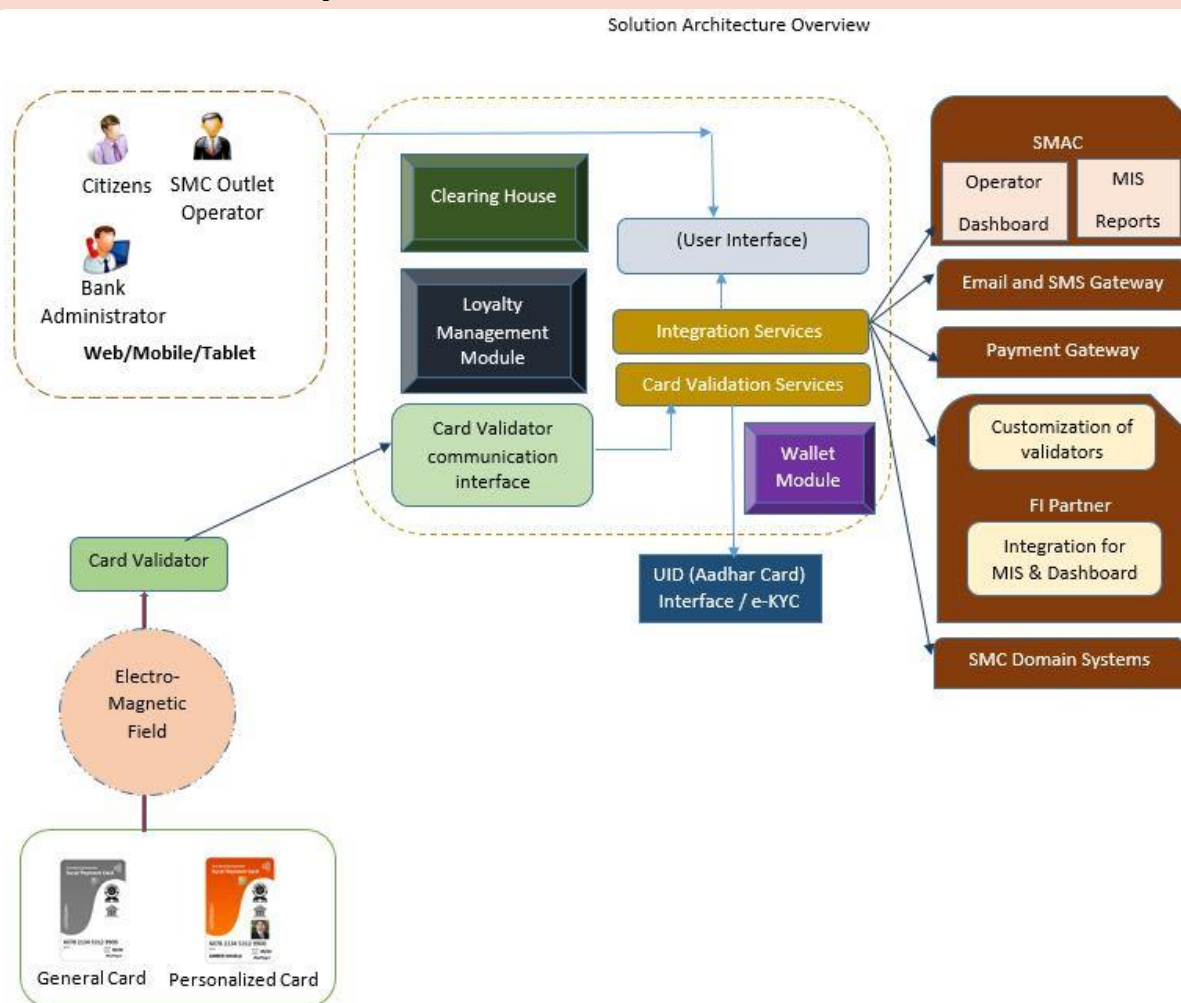 Solution Architecture Overview
Citizens
SMC Outlet
Operator
Bank
Administrator
Web/Mobile/Tablet
Clearing House
Loyalty
Management
Module
Card Validator
communication
interface
(User Interface)
Integration Services
Card Validation Services
Wallet
Module
UID (Aadhar Card)
Interface / e-KYC
SMAC
Operator
Dashboard
MIS
Reports
Email and SMS Gateway
Payment Gateway
Customization of
validators
FI Partner
Integration for
MIS & Dashboard
SMC Domain Systems
Card Validator
Electro-
Magnetic
Field
General Card
Personalized Card